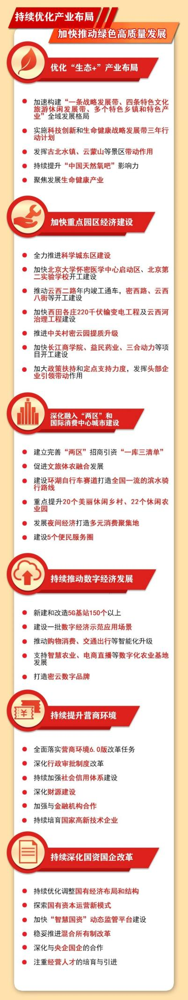 持续优化产业布局
加快推动绿色高质量发展
优化“生态+”产业布局
加速构建“一条战略发展带、四条特色文化
旅游休闲发展带、多个特色乡镇和特色产
业”全域发展格局
实施科技创新和生命健康战略发展带三年行
动计划
发挥古北水镇、云蒙山等景区带动作用
持续提升“中国天然氧吧”影响力
聚焦发展生命健康产业
加快重点园区经济建设
全力推进科学城东区建设
加快北京大学怀密医学中心启动区、北京第
二实验学校开工建设
推动云西二路年内竣工通车，密西路、云西
八街等开工建设
加快西田各庄220千伏输变电工程及云西河
治理工程建设
推进中关村密云园提质升级
加快长江商学院、益民药业、三合动力等项
目开工建设
加大政策扶持和定点支持力度，发挥头部企
业引领带动作用
深化融入“两区”和
国际消费中心城市建设
建立完善“两区”招商引资“一库三清单”
促进文旅体农融合发展
建设环湖自行车赛道打造全国一流的滨水骑
行路线
重点提升20个美丽休闲乡村、22个休闲农
业园
发展夜间经济打造多元消费聚集地
建设5个便民服务圈
持续推动数字经济发展
新建和改造5G基站150个以上
建设一批数字经济示范应用场景
推动购物消费、交通出行等智能化升级
支持智慧农业、电商直播等数字化农业基地
发展
打造密云数字品牌
持续提升营商环境
全面落实营商环境6.0版改革任务
深化行政审批制度改革
持续加强社会信用体系建设
深化财源建设
加强与金融机构合作
持续培育国家高新技术企业
持续深化国资国企改革
持续优化调整国有经济布局和结构
探索国有资本运营新模式
加快“智慧国资”动态监管平台建设
稳妥推进混合所有制改革
深化与央企国企的合作
注重经营人才的培育与引进